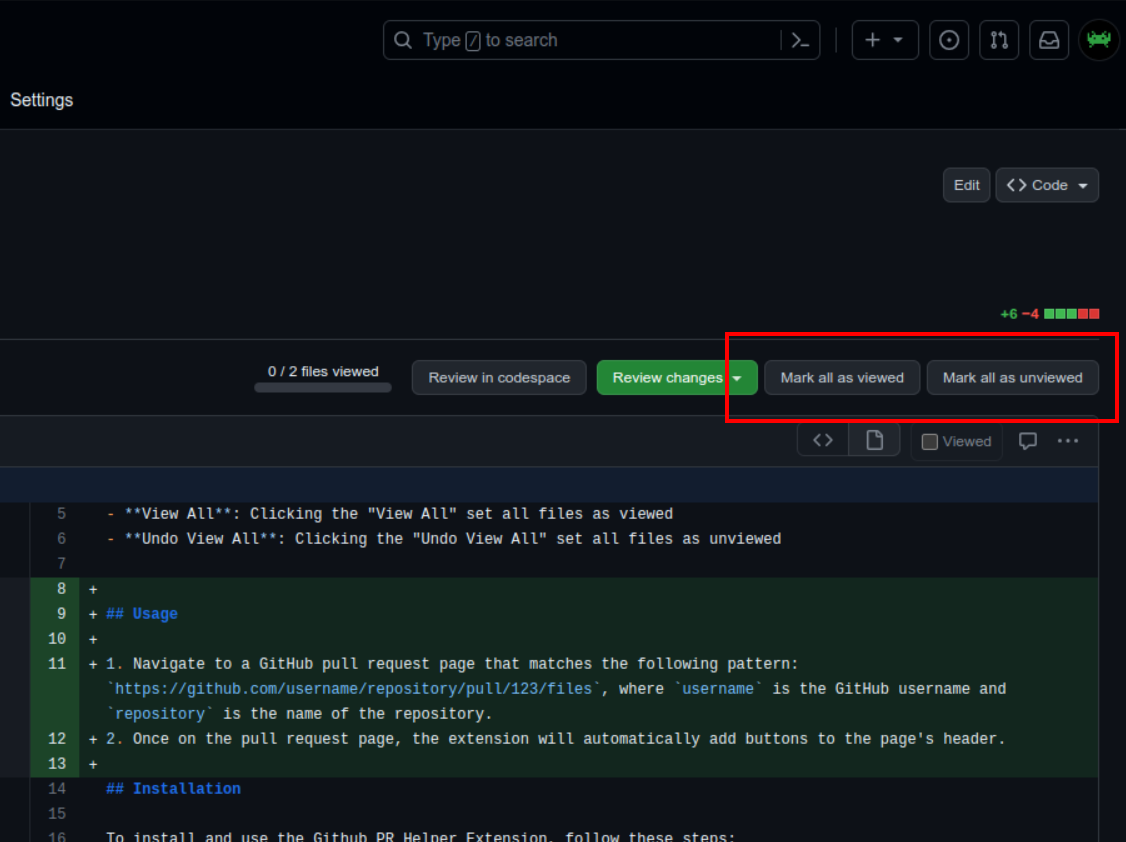 Type / to search
Settings
Edit
<> Code
+6 −4
0 / 2 files viewed
Review in codespace
Review changes
Mark all as viewed
Mark all as unviewed
Viewed
5 - **View All**: Clicking the "View All" set all files as viewed
6 - **Undo View All**: Clicking the "Undo View All" set all files as unviewed
7
8 +
9 + ## Usage
10 +
11 + 1. Navigate to a GitHub pull request page that matches the following pattern:
`https://github.com/username/repository/pull/123/files`, where `username` is the GitHub username and
`repository` is the name of the repository.
12 + 2. Once on the pull request page, the extension will automatically add buttons to the page's header.
13 +
14 ## Installation
15
16 To install and use the Github PR Helper Extension, follow these steps: